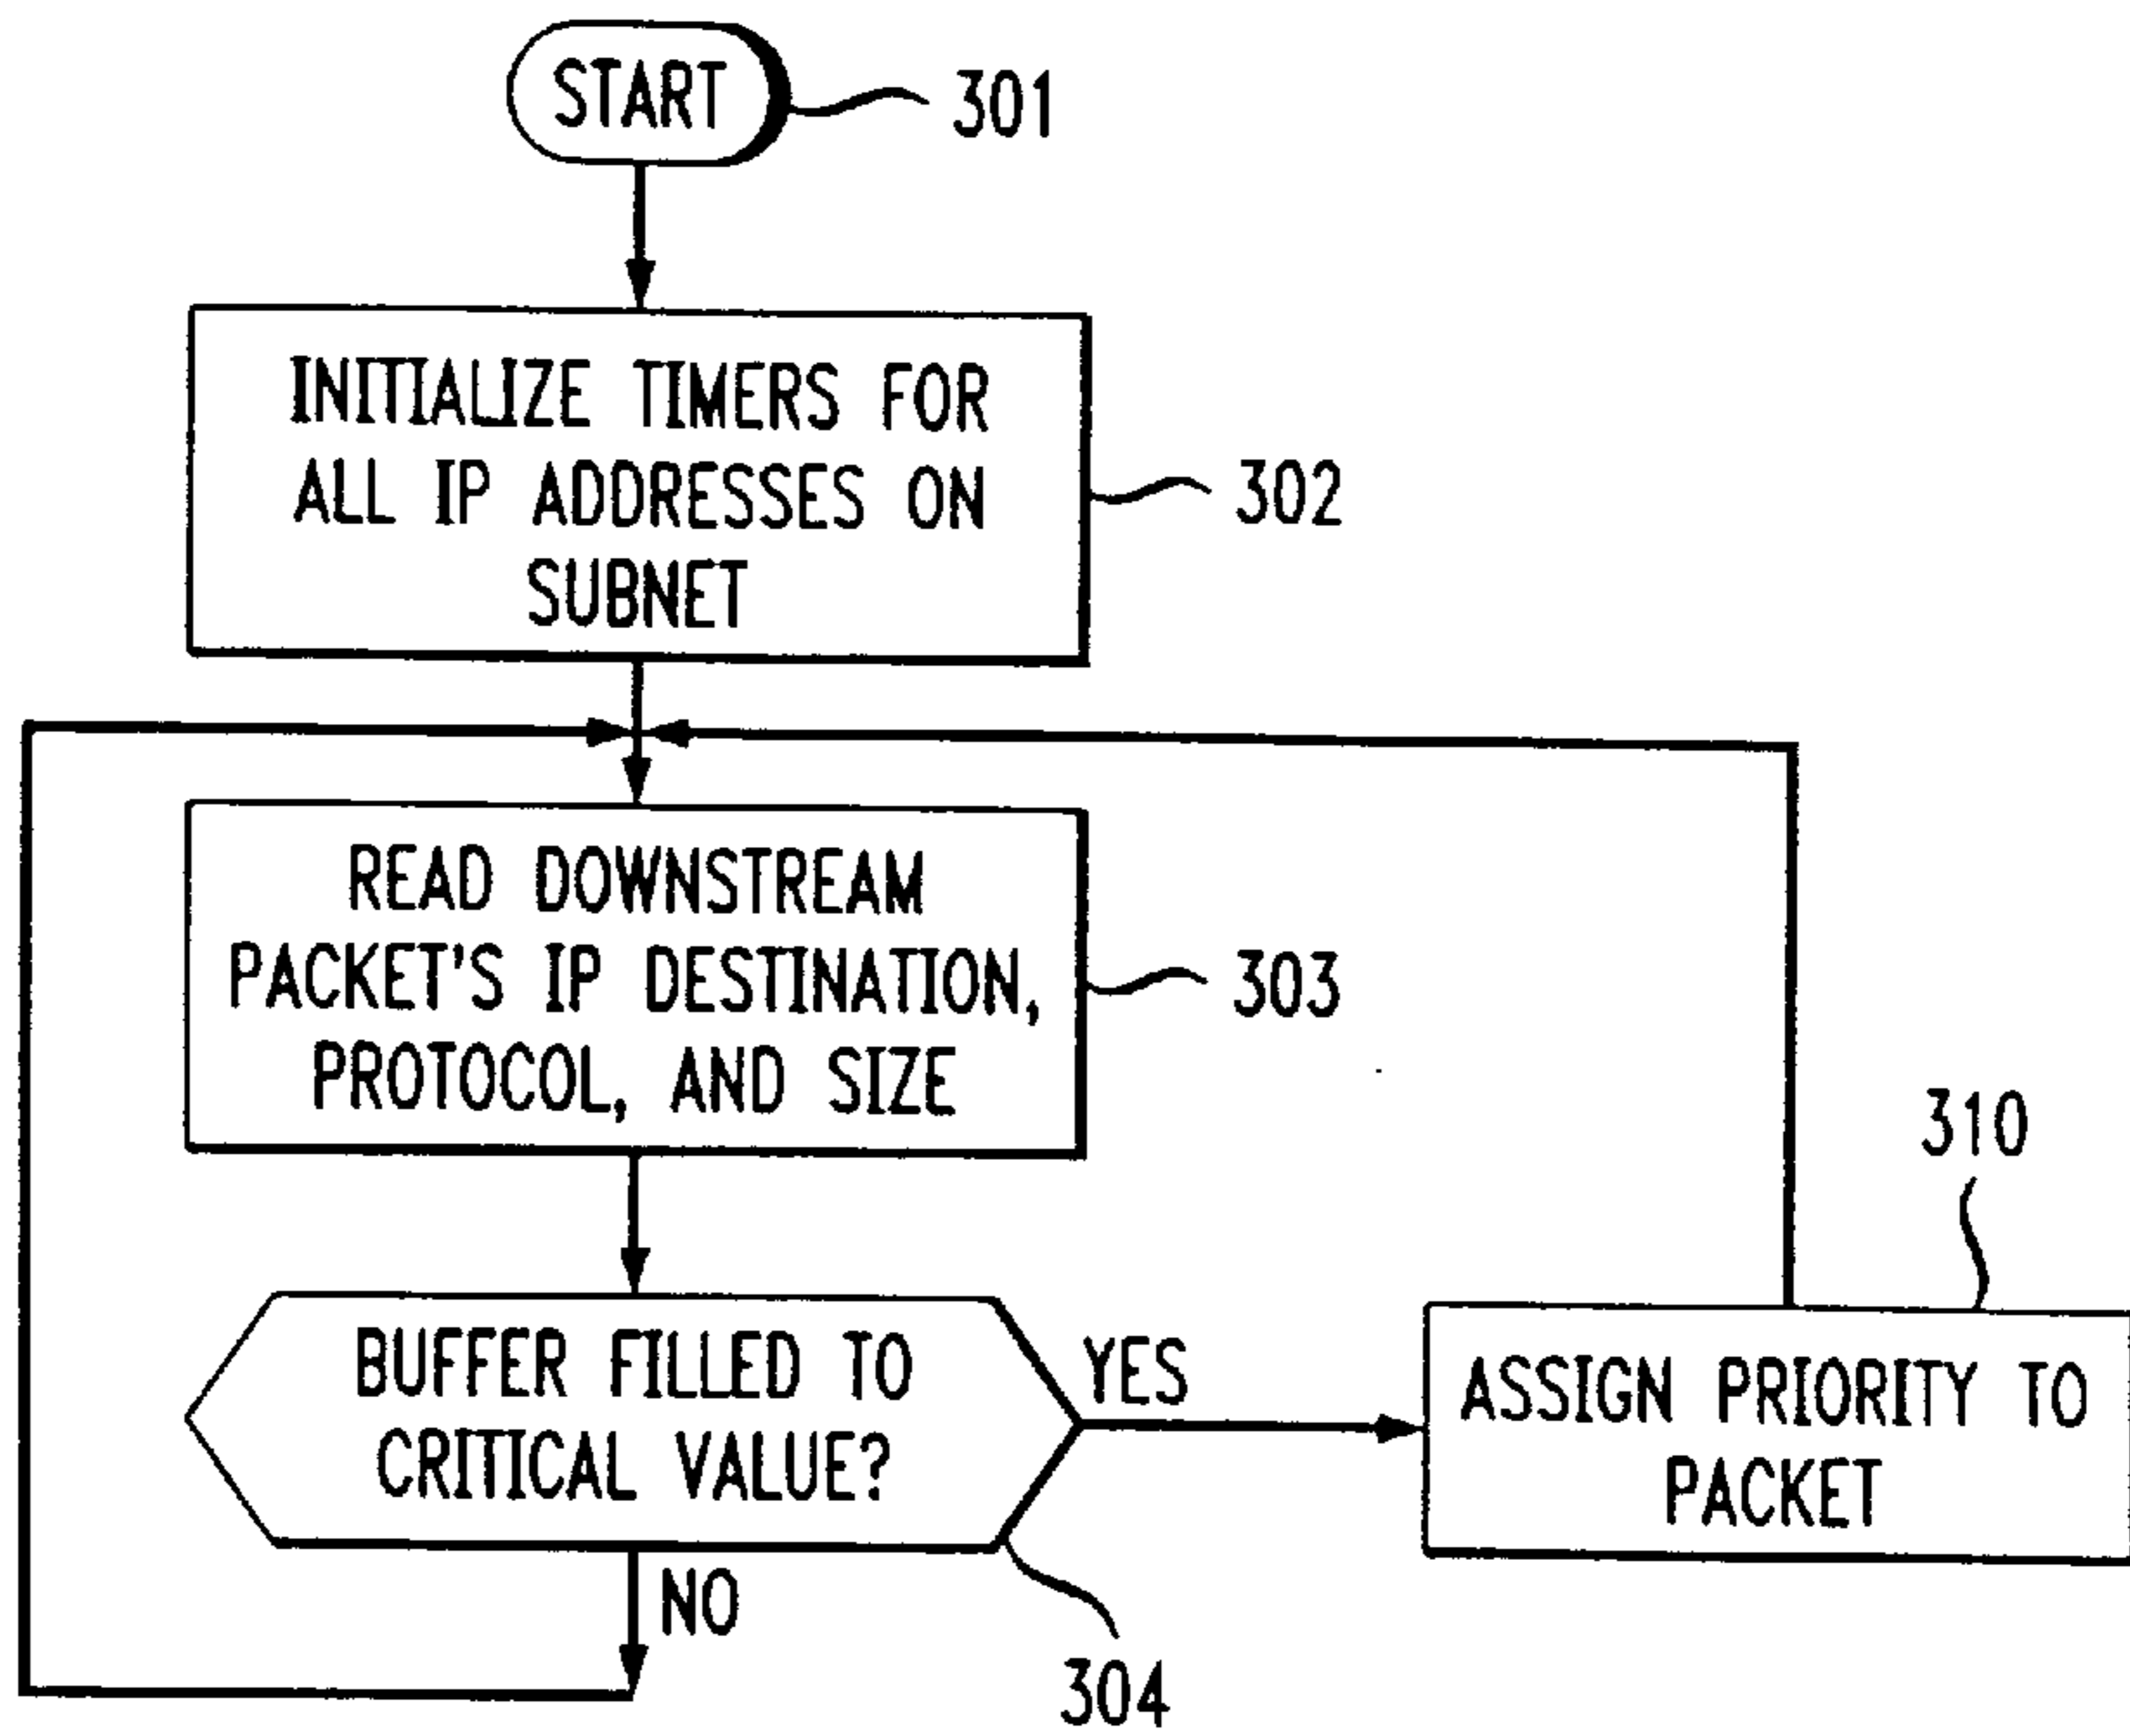 START
301
INITIALIZE TIMERS FOR
ALL IP ADDRESSES ON
SUBNET
302
READ DOWNSTREAM
PACKET'S IP DESTINATION,
PROTOCOL, AND SIZE
303
310
BUFFER FILLED TO
CRITICAL VALUE?
YES
ASSIGN PRIORITY TO
PACKET
NO
304